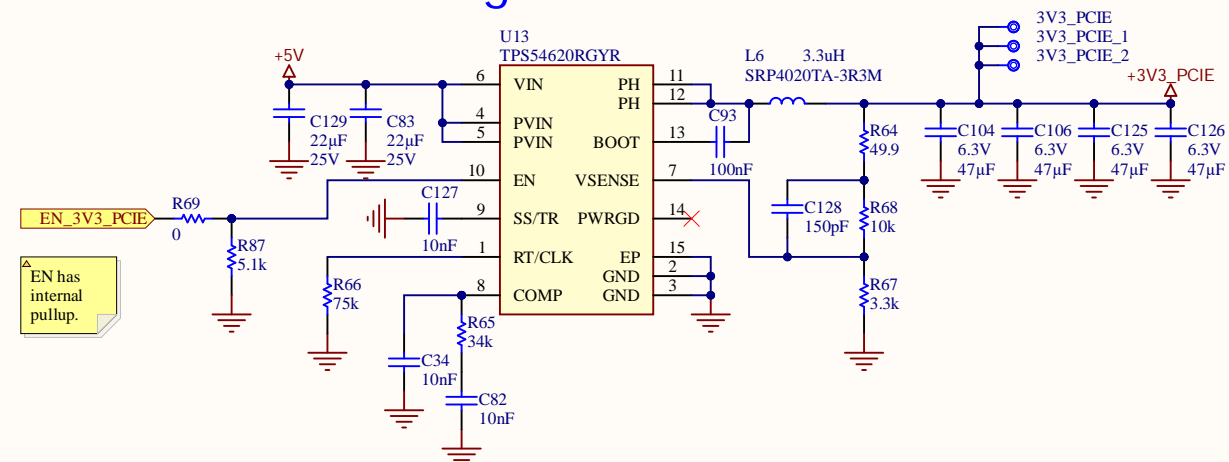 U13
TPS54620RGYR
+5V
6
VIN
4
PVIN
5
PVIN
10
EN
9
SS/TR
1
RT/CLK
8
COMP
PH
11
PH
12
BOOT
13
VSENSE
7
PWRGD
14
EP
15
GND
2
GND
3
C129
22µF
25V
C83
22µF
25V
EN_3V3_PCIE
R69
0
R87
5.1k
EN has
internal
pullup.
C127
10nF
R66
75k
R65
34k
C34
10nF
C82
10nF
L6 3.3uH
SRP4020TA-3R3M
C93
100nF
R64
49.9
C128
150pF
R68
10k
R67
3.3k
3V3_PCIE
3V3_PCIE_1
3V3_PCIE_2
+3V3_PCIE
C104
6.3V
47µF
C106
6.3V
47µF
C125
6.3V
47µF
C126
6.3V
47µF